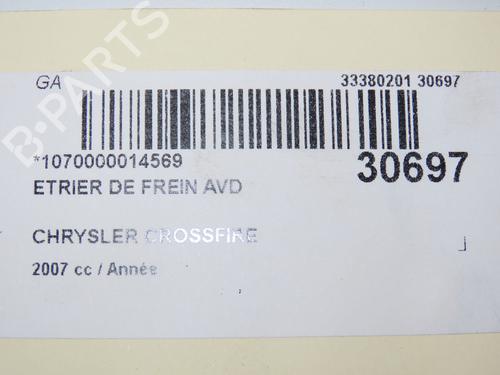 GA 33380201 30697
*1070000014569 30697
ETRIER DE FREIN AVD
CHRYSLER CROSSFIRE
2007 cc / Année
B-PARTS